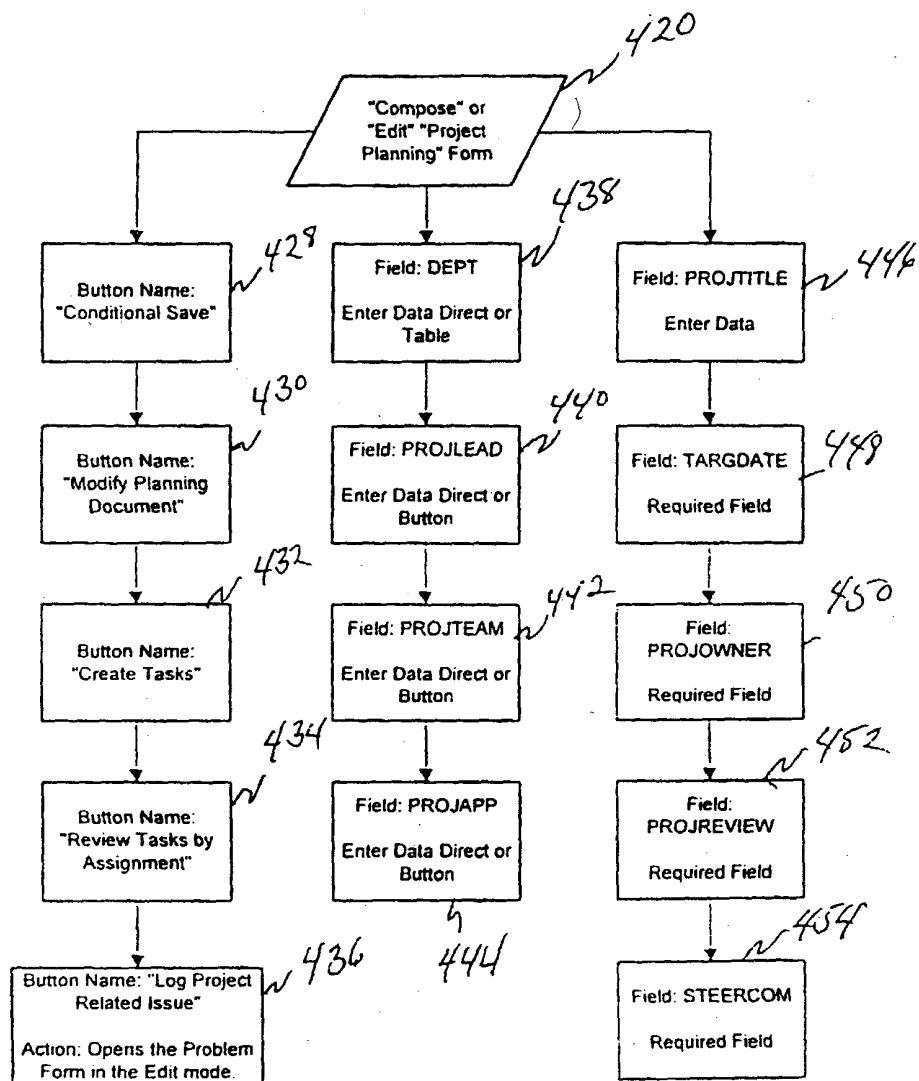 420
"Compose" or
"Edit" "Project
Planning" Form
428
Button Name:
"Conditional Save"
430
Button Name:
"Modify Planning
Document"
432
Button Name:
"Create Tasks"
434
Button Name:
"Review Tasks by
Assignment"
436
Button Name: "Log Project
Related Issue"
Action: Opens the Problem
Form in the Edit mode.
438
Field: DEPT
Enter Data Direct or
Table
440
Field: PROJLEAD
Enter Data Direct or
Button
442
Field: PROJTEAM
Enter Data Direct or
Button
Field: PROJAPP
Enter Data Direct or
Button
444
446
Field: PROJTITLE
Enter Data
448
Field: TARGDATE
Required Field
450
Field:
PROJOWNER
Required Field
452
Field:
PROJREVIEW
Required Field
454
Field: STEERCOM
Required Field